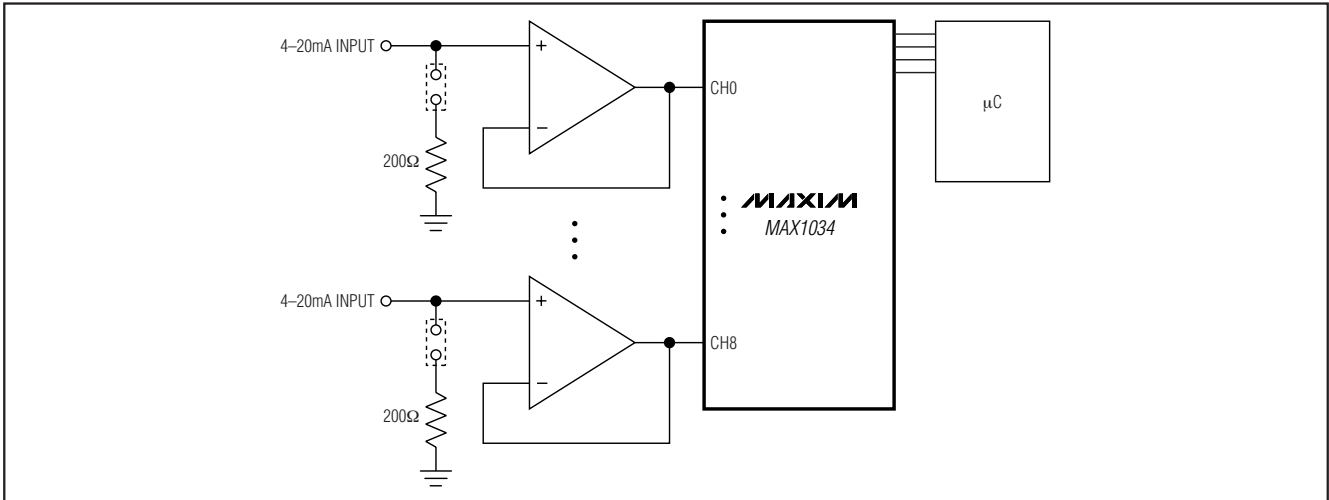 4–20mA INPUT
+
−
200Ω
CH0
µC
MAXIM
MAX1034
4–20mA INPUT
+
−
200Ω
CH8